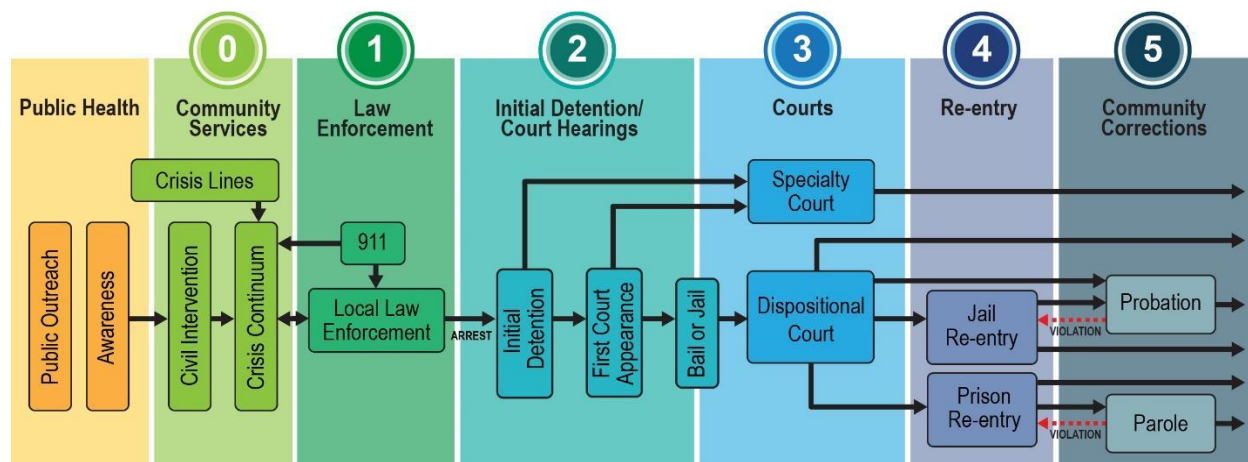 0
1
2
3
4
5
Public Health
Community
Services
Law
Enforcement
Initial Detention/
Court Hearings
Courts
Re-entry
Community
Corrections
Crisis Lines
Public Outreach
Awareness
Civil Intervention
Crisis Continuum
911
Local Law
Enforcement
ARREST
Initial
Detention
First Court
Appearance
Bail or Jail
Specialty
Court
Dispositional
Court
Jail
Re-entry
Prison
Re-entry
Probation
VIOLATION
Parole
VIOLATION